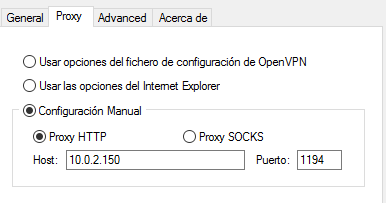 General Proxy Advanced Acerca de
Usar opciones del fichero de configuración de OpenVPN
Usar las opciones del Internet Explorer
Configuración Manual
Proxy HTTP Proxy SOCKS
Host: 10.0.2.150 Puerto: 1194